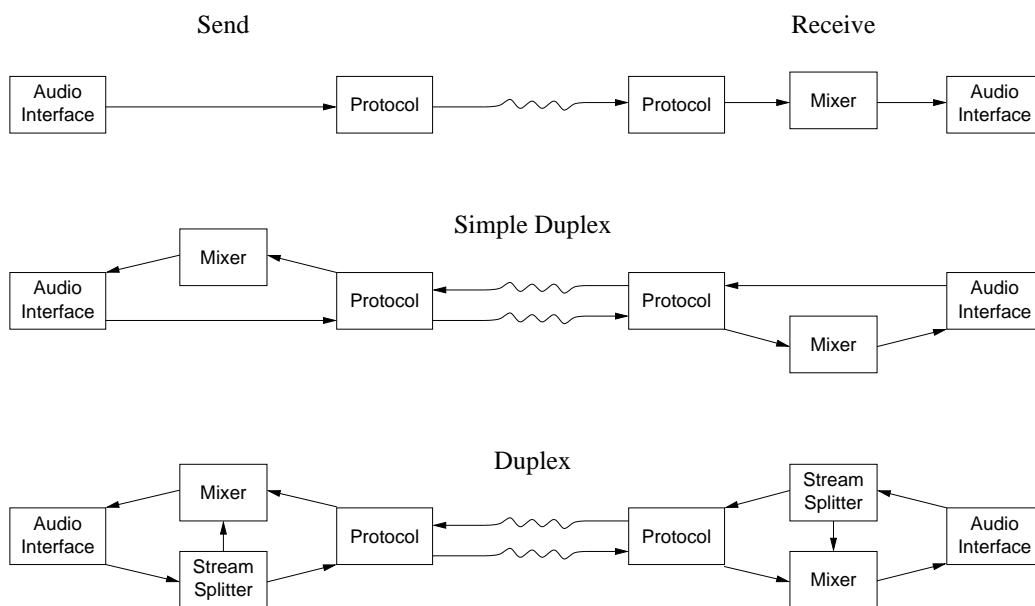 Send
Receive
Audio
Interface
Protocol
Protocol
Mixer
Audio
Interface
Simple Duplex
Audio
Interface
Mixer
Protocol
Protocol
Mixer
Audio
Interface
Duplex
Audio
Interface
Mixer
Stream
Splitter
Protocol
Protocol
Stream
Splitter
Mixer
Audio
Interface